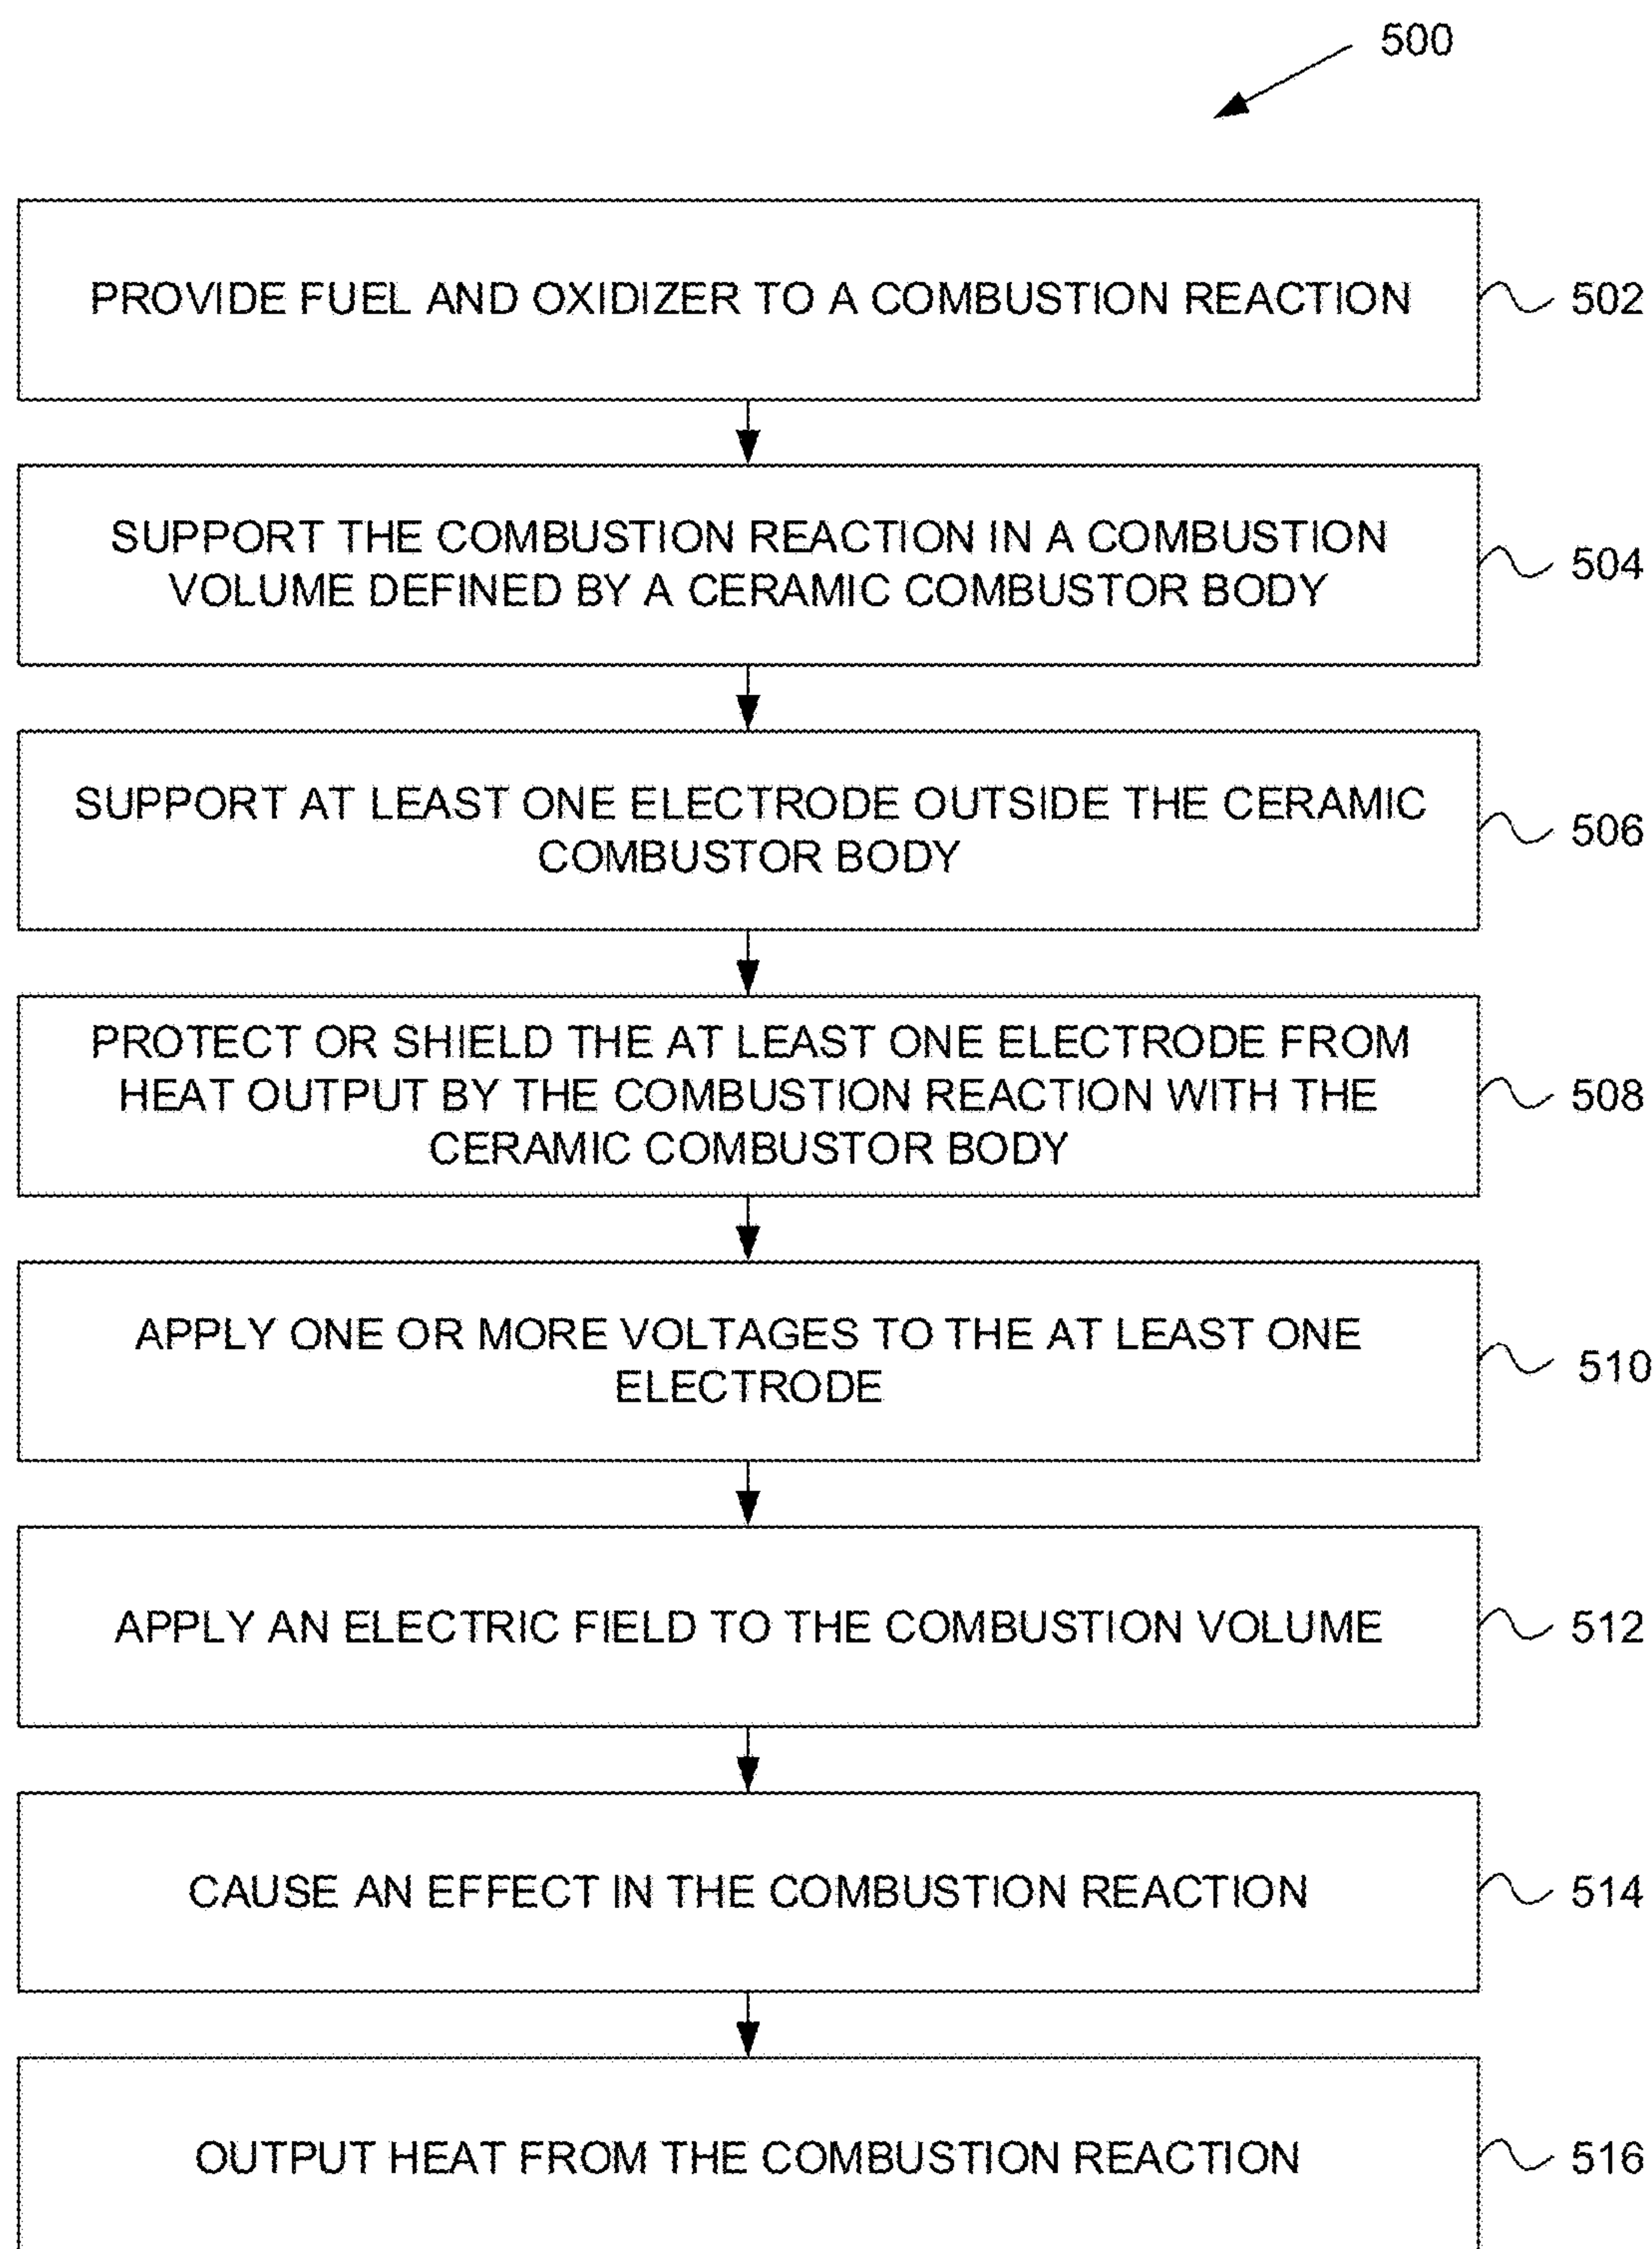 500
PROVIDE FUEL AND OXIDIZER TO A COMBUSTION REACTION
502
SUPPORT THE COMBUSTION REACTION IN A COMBUSTION
VOLUME DEFINED BY A CERAMIC COMBUSTOR BODY
504
SUPPORT AT LEAST ONE ELECTRODE OUTSIDE THE CERAMIC
COMBUSTOR BODY
506
PROTECT OR SHIELD THE AT LEAST ONE ELECTRODE FROM
HEAT OUTPUT BY THE COMBUSTION REACTION WITH THE
CERAMIC COMBUSTOR BODY
508
APPLY ONE OR MORE VOLTAGES TO THE AT LEAST ONE
ELECTRODE
510
APPLY AN ELECTRIC FIELD TO THE COMBUSTION VOLUME
512
CAUSE AN EFFECT IN THE COMBUSTION REACTION
514
OUTPUT HEAT FROM THE COMBUSTION REACTION
516